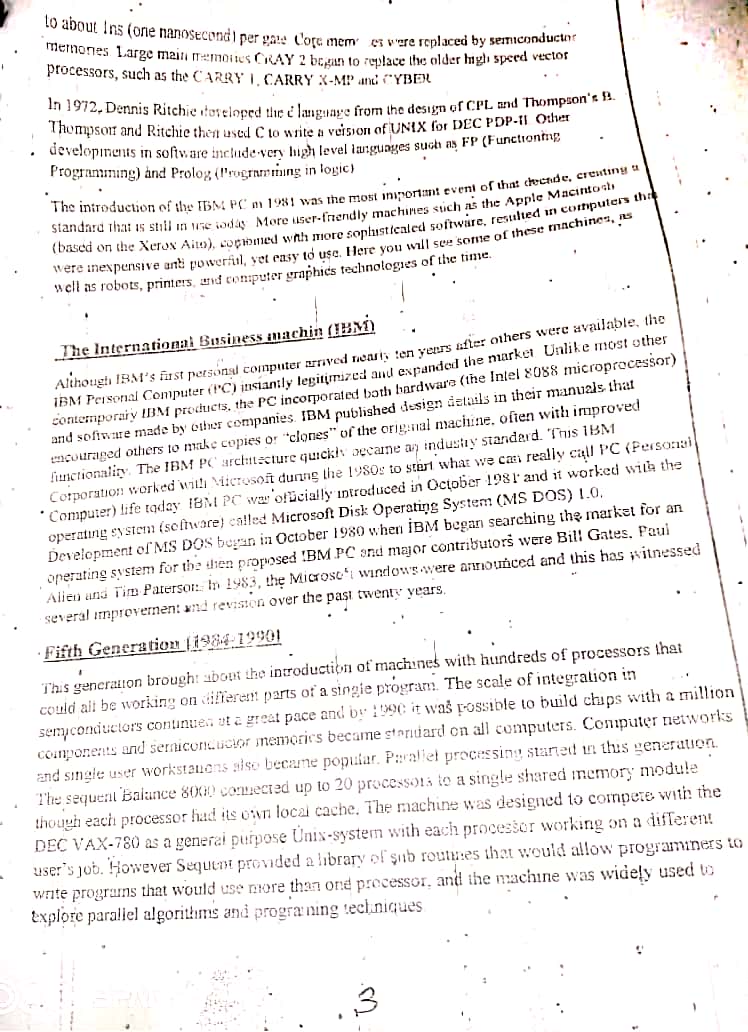 to about 1ns (one nanosecond) per gate. Core memories were replaced by semiconductor
memories. Large main memories CRAY 2 began to replace the older high speed vector
processors, such as the CARRY 1, CARRY X-MP and CYBER
In 1972, Dennis Ritchie developed the c language from the design of CPL and Thompson's B.
Thompson and Ritchie then used C to write a version of UNIX for DEC PDP-II Other
developments in software include very high level languages such as FP (Functioning
Programming) and Prolog (Programming in logic)
The introduction of the IBM PC in 1981 was the most important event of that decade, creating a
standard that is still in use today. More user-friendly machines such as the Apple Macintosh
(based on the Xerox Alto), combined with more sophisticated software, resulted in computers that
were inexpensive and powerful, yet easy to use. Here you will see some of these machines, as
well as robots, printers, and computer graphics technologies of the time.
The International Business machin (IBM)
Although IBM's first personal computer arrived nearly ten years after others were available, the
IBM Personal Computer (PC) instantly legitimized and expanded the market Unlike most other
contemporary IBM products, the PC incorporated both hardware (the Intel 8088 microprocessor)
and software made by other companies. IBM published design details in their manuals that
encouraged others to make copies or "clones" of the original machine, often with improved
functionality. The IBM PC architecture quickly became an industry standard. This IBM
Corporation worked with Microsoft during the 1980s to start what we can really call PC (Personal
Computer) life today. IBM PC was officially introduced in October 1981 and it worked with the
operating system (software) called Microsoft Disk Operating System (MS DOS) 1.0.
Development of MS DOS began in October 1980 when IBM began searching the market for an
operating system for the then proposed IBM PC and major contributors were Bill Gates, Paul
Allen and Tim Paterson. In 1983, the Microsoft windows were announced and this has witnessed
several improvement and revision over the past twenty years.
Fifth Generation [1984-1990]
This generation brought about the introduction of machines with hundreds of processors that
could all be working on different parts of a single program. The scale of integration in
semiconductors continued at a great pace and by 1990 it was possible to build chips with a million
components and semiconductor memories became standard on all computers. Computer networks
and single user workstations also became popular. Parallel processing started in this generation.
The sequent Balance 8000 connected up to 20 processors to a single shared memory module
though each processor had its own local cache. The machine was designed to compete with the
DEC VAX-780 as a general purpose Unix-system with each processor working on a different
user's job. However Sequent provided a library of sub routines that would allow programmers to
write programs that would use more than one processor, and the machine was widely used to
explore parallel algorithms and programing techniques
3